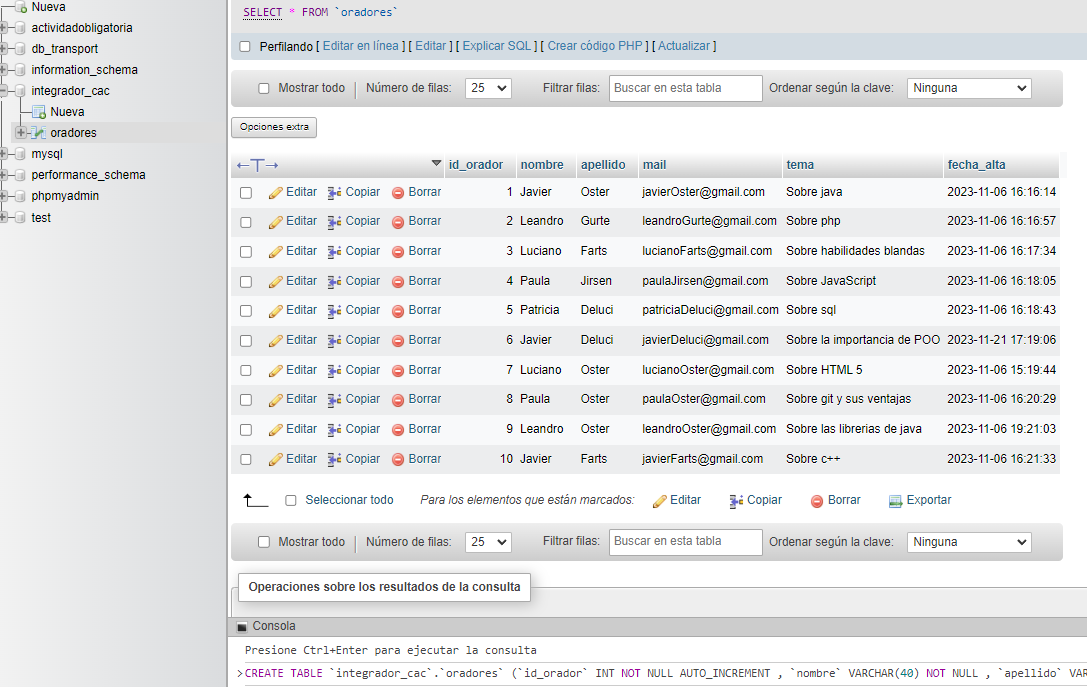 Nueva
actividadobligatoria
db_transport
information_schema
integrador_cac
Nueva
oradores
mysql
performance_schema
phpmyadmin
test
SELECT * FROM `oradores`
Perfilando [ Editar en línea ] [ Editar ] [ Explicar SQL ] [ Crear código PHP ] [ Actualizar ]
Mostrar todo Número de filas: 25 Filtrar filas: Buscar en esta tabla Ordenar según la clave: Ninguna
Opciones extra
←T→ id_orador nombre apellido mail tema fecha_alta
Editar Copiar Borrar 1 Javier Oster javierOster@gmail.com Sobre java 2023-11-06 16:16:14
Editar Copiar Borrar 2 Leandro Gurte leandroGurte@gmail.com Sobre php 2023-11-06 16:16:57
Editar Copiar Borrar 3 Luciano Farts lucianoFarts@gmail.com Sobre habilidades blandas 2023-11-06 16:17:34
Editar Copiar Borrar 4 Paula Jirsen paulaJirsen@gmail.com Sobre JavaScript 2023-11-06 16:18:05
Editar Copiar Borrar 5 Patricia Deluci patriciaDeluci@gmail.com Sobre sql 2023-11-06 16:18:43
Editar Copiar Borrar 6 Javier Deluci javierDeluci@gmail.com Sobre la importancia de POO 2023-11-21 17:19:06
Editar Copiar Borrar 7 Luciano Oster lucianoOster@gmail.com Sobre HTML 5 2023-11-06 15:19:44
Editar Copiar Borrar 8 Paula Oster paulaOster@gmail.com Sobre git y sus ventajas 2023-11-06 16:20:29
Editar Copiar Borrar 9 Leandro Oster leandroOster@gmail.com Sobre las librerias de java 2023-11-06 19:21:03
Editar Copiar Borrar 10 Javier Farts javierFarts@gmail.com Sobre c++ 2023-11-06 16:21:33
Seleccionar todo Para los elementos que están marcados: Editar Copiar Borrar Exportar
Mostrar todo Número de filas: 25 Filtrar filas: Buscar en esta tabla Ordenar según la clave: Ninguna
Operaciones sobre los resultados de la consulta
Consola
Presione Ctrl+Enter para ejecutar la consulta
>CREATE TABLE `integrador_cac`.`oradores` (`id_orador` INT NOT NULL AUTO_INCREMENT , `nombre` VARCHAR(40) NOT NULL , `apellido` VAR